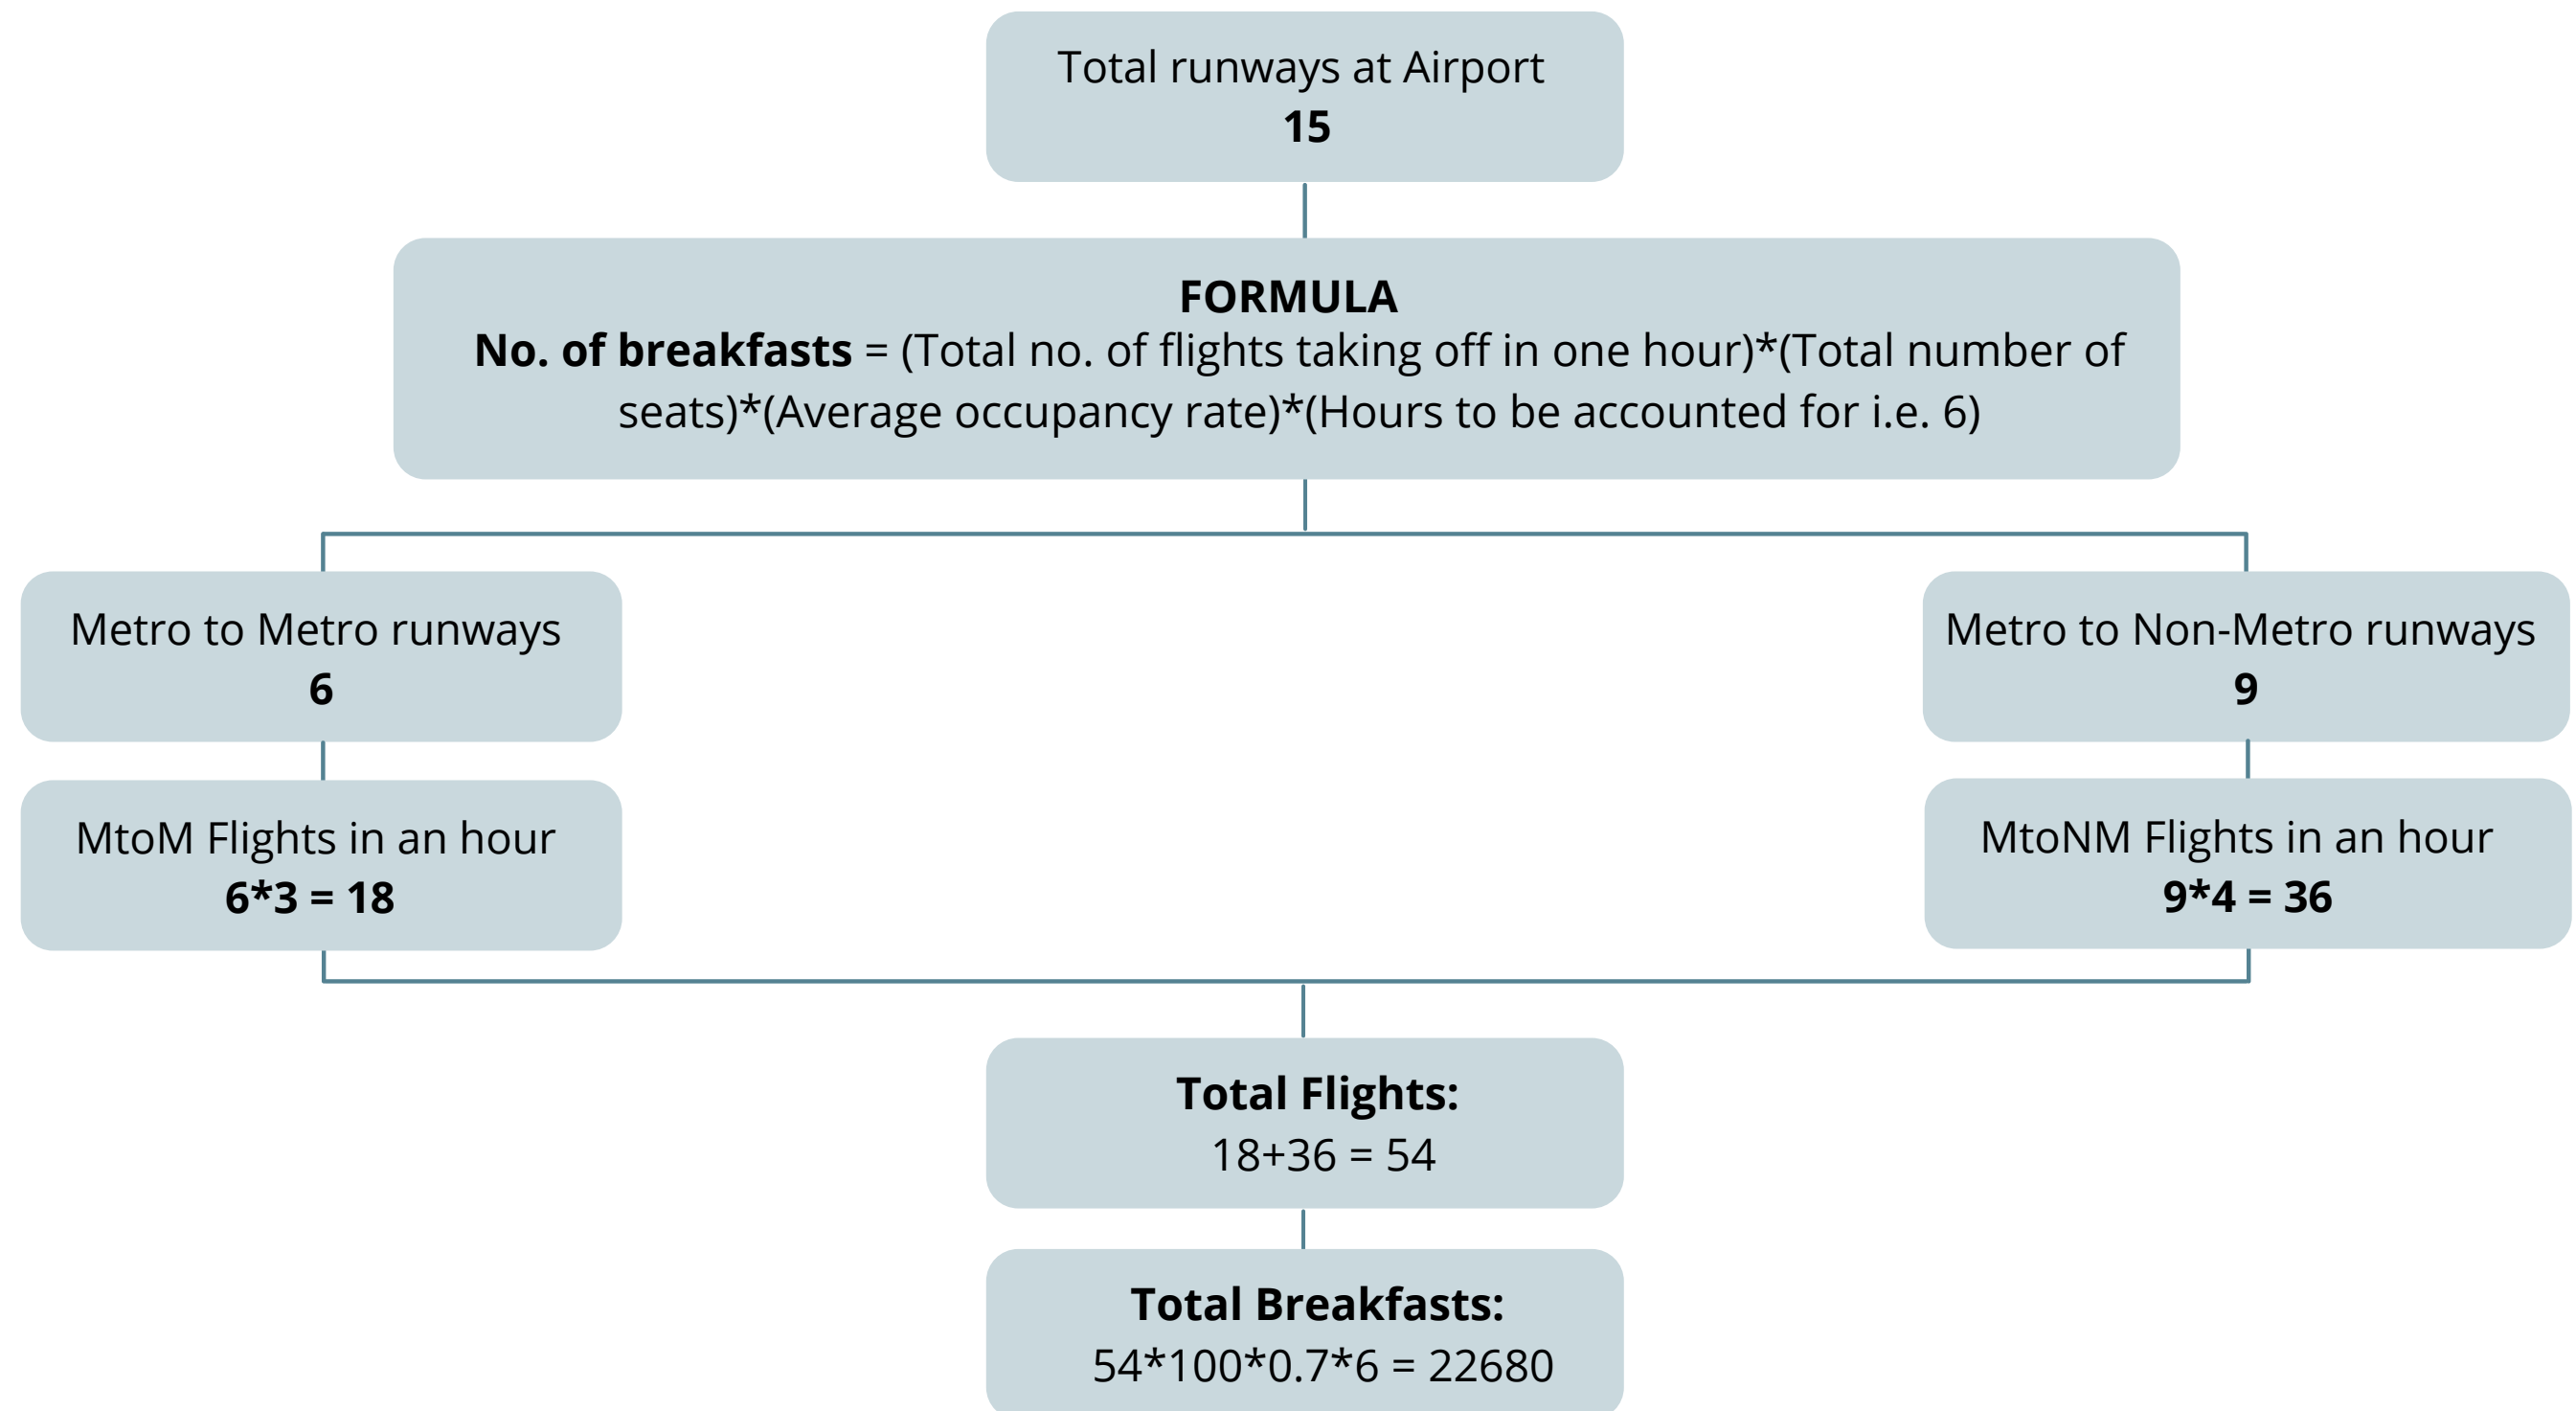 Total runways at Airport
15
FORMULA
No. of breakfasts = (Total no. of flights taking off in one hour)*(Total number of
seats)*(Average occupancy rate)*(Hours to be accounted for i.e. 6)
Metro to Metro runways
6
Metro to Non-Metro runways
9
MtoM Flights in an hour
6*3 = 18
MtoNM Flights in an hour
9*4 = 36
Total Flights:
18+36 = 54
Total Breakfasts:
54*100*0.7*6 = 22680